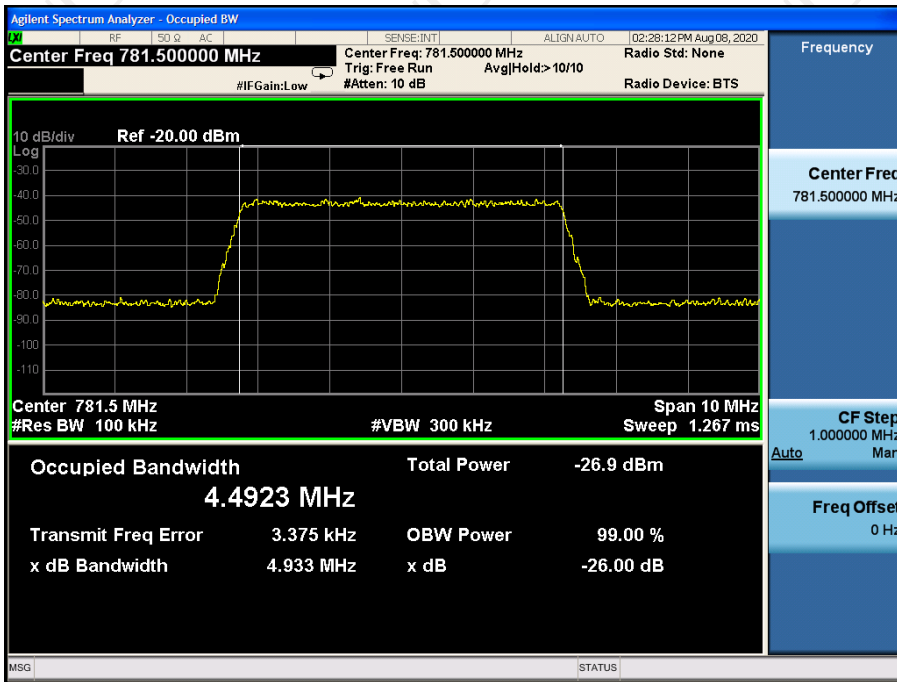 Agilent Spectrum Analyzer - Occupied BW
LXI RF 50 Ω AC SENSE:INT ALIGN AUTO 02:28:12 PM Aug 08, 2020
Center Freq 781.500000 MHz
Center Freq: 781.500000 MHz
Radio Std: None
Trig: Free Run Avg|Hold:> 10/10
#IFGain:Low
#Atten: 10 dB
Radio Device: BTS
10 dB/div Ref -20.00 dBm
Log
-30.0
-40.0
-50.0
-60.0
-70.0
-80.0
-90.0
-100
-110
Center 781.5 MHz Span 10 MHz
#Res BW 100 kHz #VBW 300 kHz Sweep 1.267 ms
Occupied Bandwidth Total Power -26.9 dBm
4.4923 MHz
Transmit Freq Error 3.375 kHz OBW Power 99.00 %
x dB Bandwidth 4.933 MHz x dB -26.00 dB
MSG STATUS
Frequency
Center Freq
781.500000 MHz
CF Step
1.000000 MHz
Auto Man
Freq Offset
0 Hz